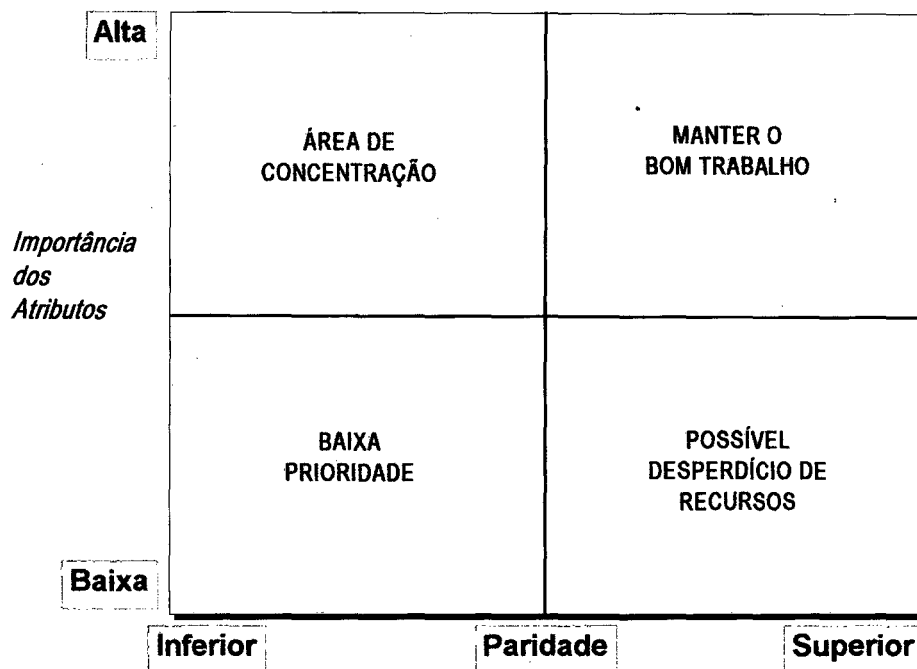 Alta
ÁREA DE
CONCENTRAÇÃO
MANTER O
BOM TRABALHO
Importância
dos
Atributos
BAIXA
PRIORIDADE
POSSÍVEL
DESPERDÍCIO DE
RECURSOS
Baixa
Inferior
Paridade
Superior